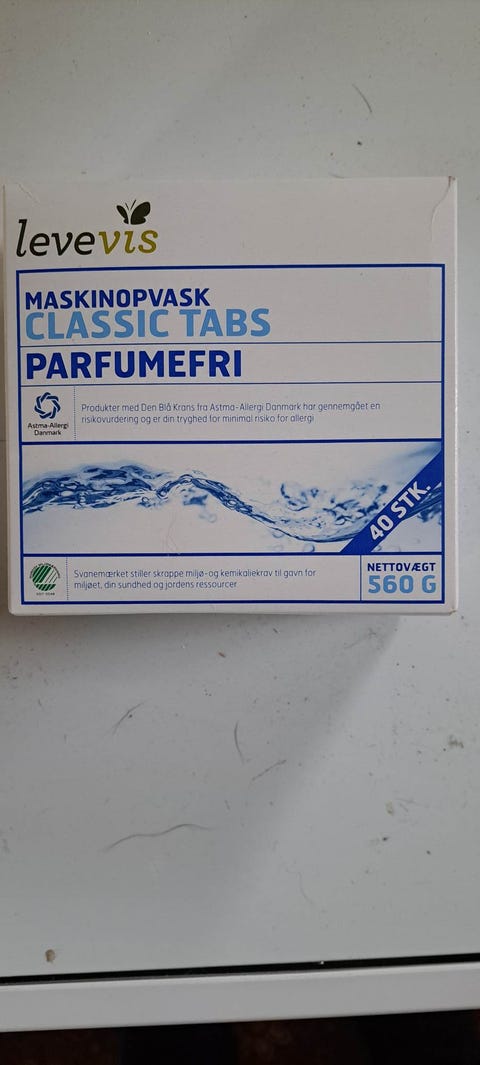 levevis
MASKINOPVASK
CLASSIC TABS
PARFUMEFRI
Astma-Allergi
Danmark
Produkter med Den Blå Krans fra Astma-Allergi Danmark har gennemgået en
risikovurdering og er din tryghed for minimal risiko for allergi
40 STK.
Svanemærket stiller skrappe miljø- og kemikaliekrav til gavn for
miljøet, din sundhed og jordens ressourcer
NETTOVÆGT
560 G